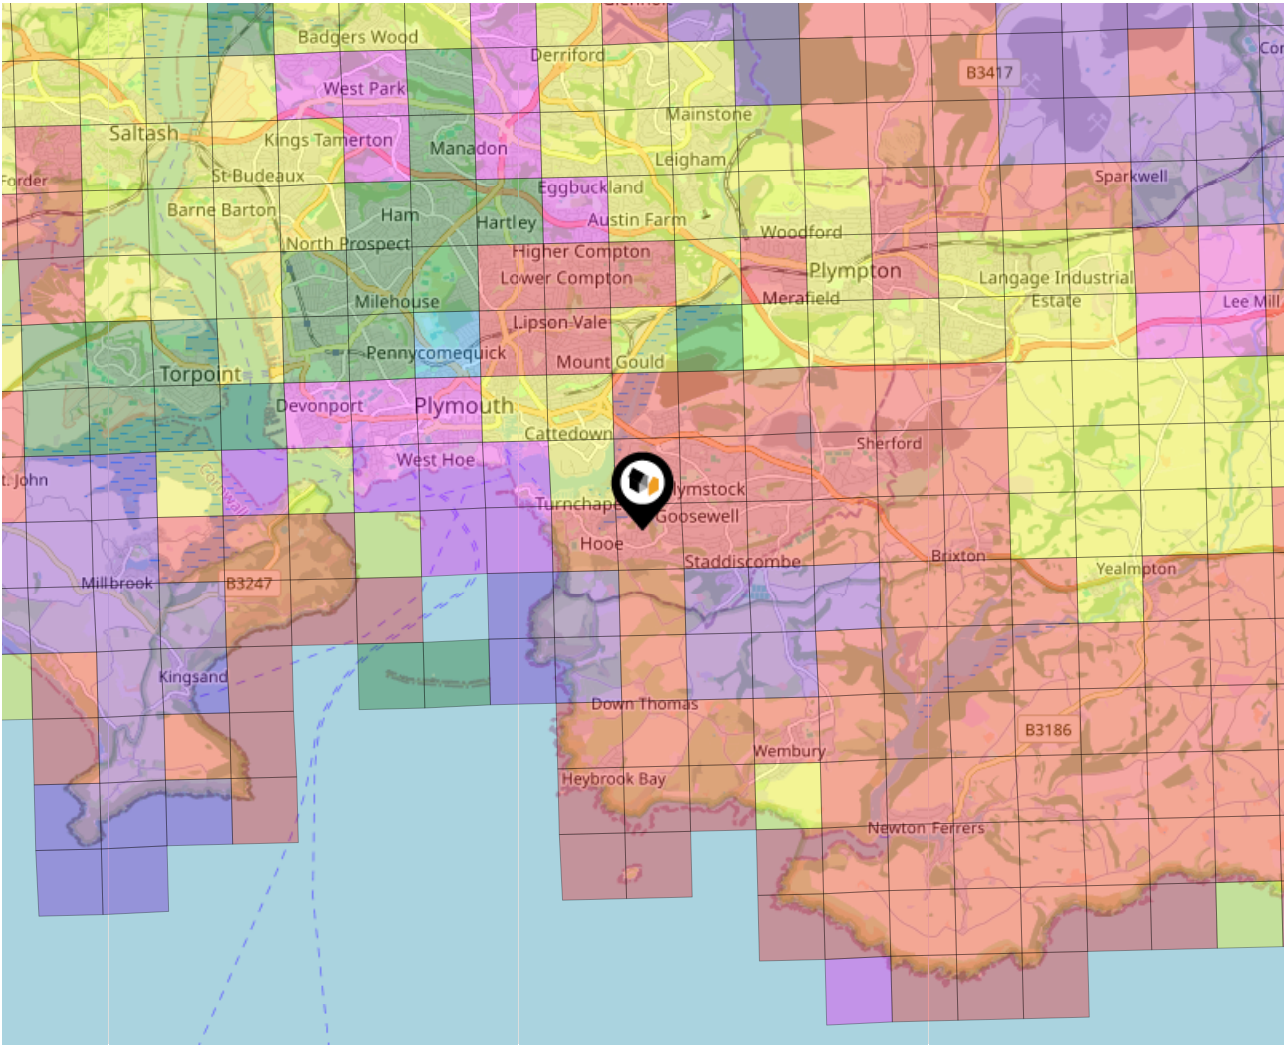 Badgers Wood
Derriford
B3417
West Park
Mainstone
Saltash
Kings Tamerton
Manadon
Leigham
Forder
St Budeaux
Eggbuckland
Sparkwell
Barne Barton
Ham
Hartley
Austin Farm
North Prospect
Woodford
Higher Compton
Lower Compton
Plympton
Langage Industrial
Estate
Milehouse
Merafield
Lee Mill
Lipson Vale
Pennycomequick
Mount Gould
Torpoint
Devonport
Plymouth
Cattedown
Sherford
West Hoe
t. John
Cornwall
Turnchape
lymstock
Goosewell
Hooe
Staddiscombe
Brixton
Millbrook
B3247
Yealmpton
Kingsand
Down Thomas
B3186
Wembury
Heybrook Bay
Newton Ferrers